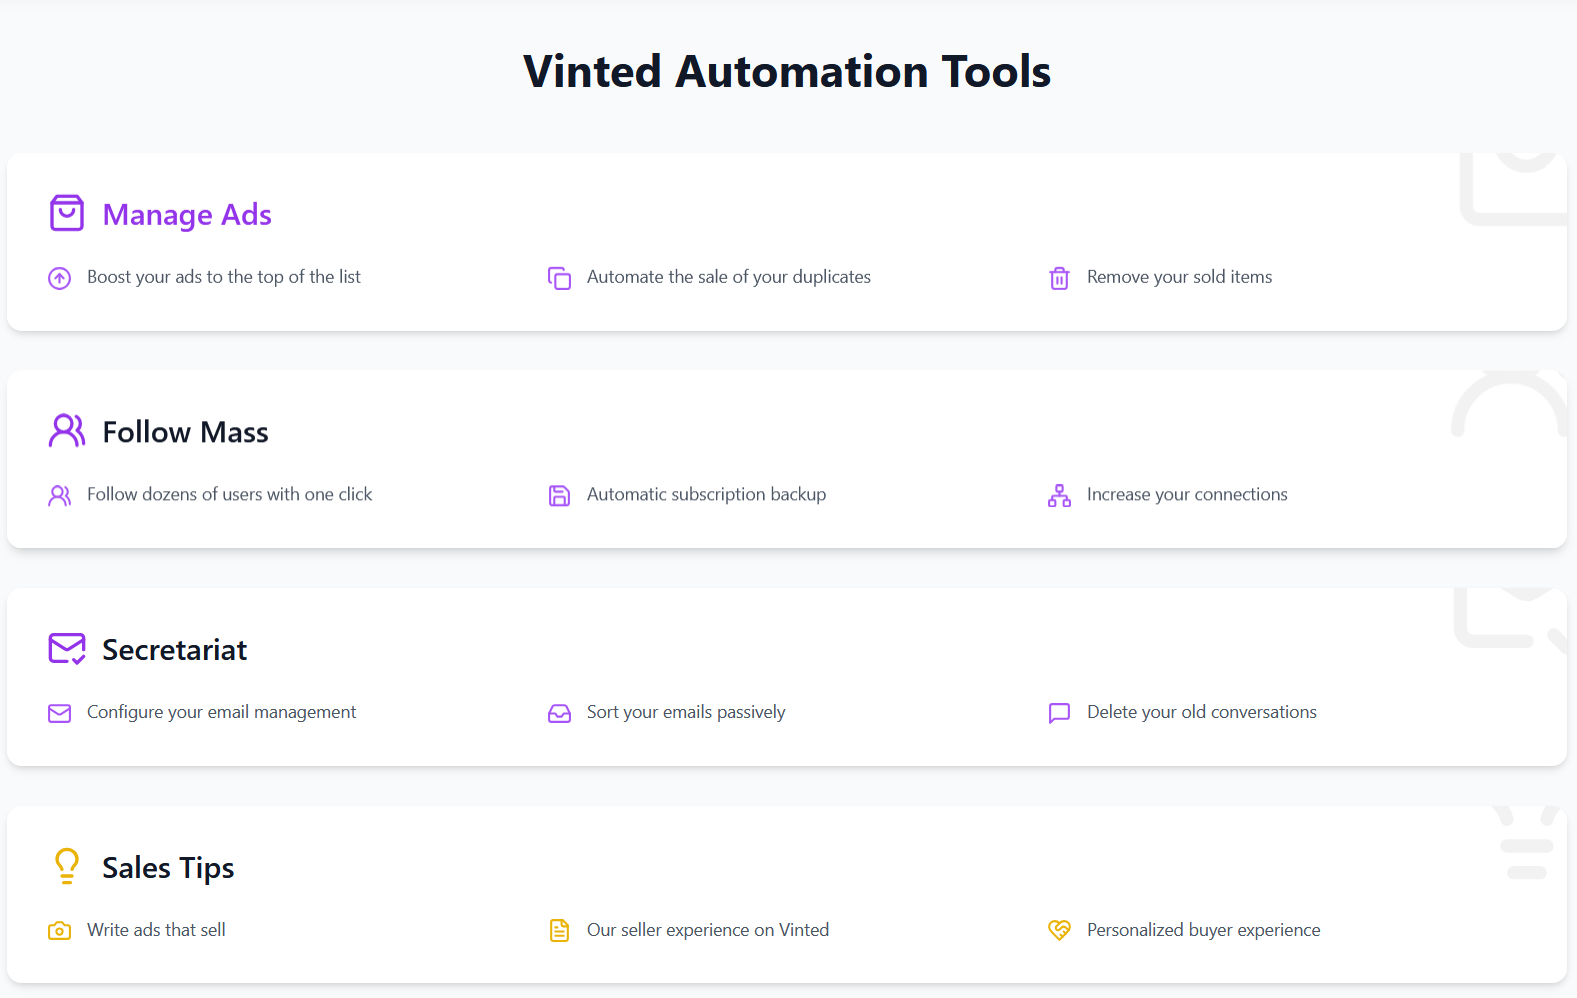 Vinted Automation Tools
Manage Ads
Boost your ads to the top of the list
Automate the sale of your duplicates
Remove your sold items
Follow Mass
Follow dozens of users with one click
Automatic subscription backup
Increase your connections
Secretariat
Configure your email management
Sort your emails passively
Delete your old conversations
Sales Tips
Write ads that sell
Our seller experience on Vinted
Personalized buyer experience